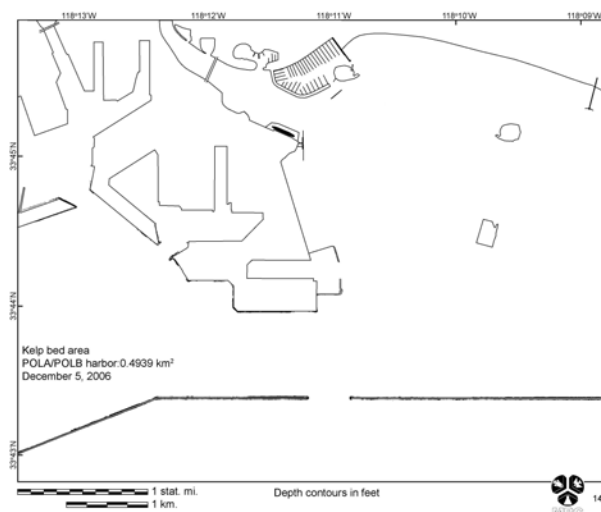 118°13'W 118°12'W 118°11'W 118°10'W 118°09'W
33°45'N
33°44'N
Kelp bed area
POLA/POLB harbor:0.4939 km²
December 5, 2006
33°43'N
1 stat. mi.
1 km.
Depth contours in feet
14